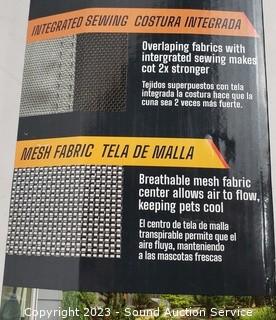 INTEGRATED SEWING COSTURA INTEGRADA
Overlaping fabrics with
intergrated sewing makes
cot 2x stronger
Tejidos superpuestos con tela
integrada la costura hace que la
cuna sea 2 veces más fuerte.
MESH FABRIC TELA DE MALLA
Breathable mesh fabric
center allows air to flow,
keeping pets cool
El centro de tela de malla
transpirable permite que el
aire fluya, manteniendo
a las mascotas frescas
Copyright 2023 - Sound Auction Service